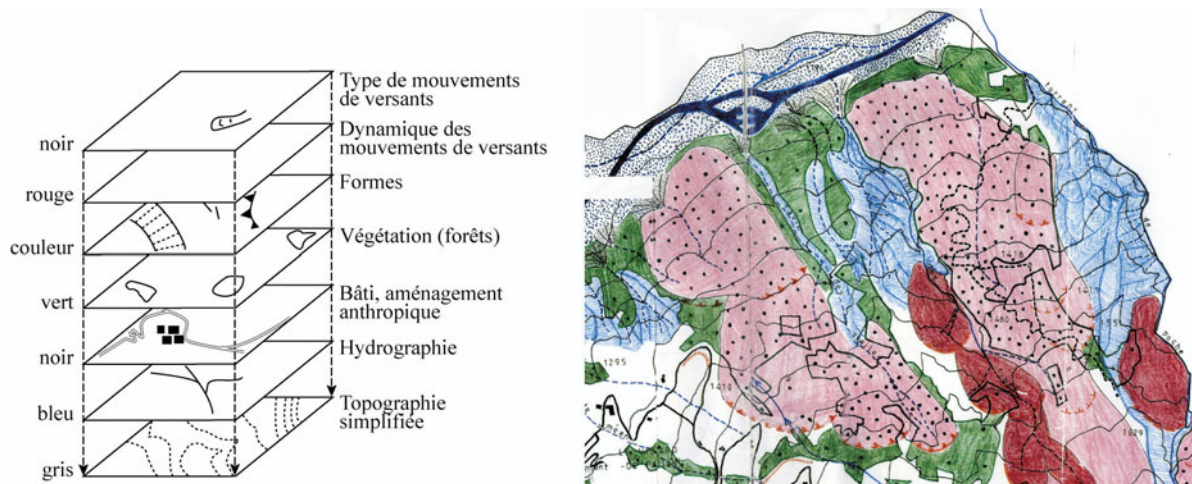 Type de mouvements
de versants
Dynamique des
mouvements de versants
Formes
Végétation (forêts)
Bâti, aménagement
anthropique
Hydrographie
Topographie
simplifiée
noir
rouge
couleur
vert
noir
bleu
gris
1295
1410
1460
1629